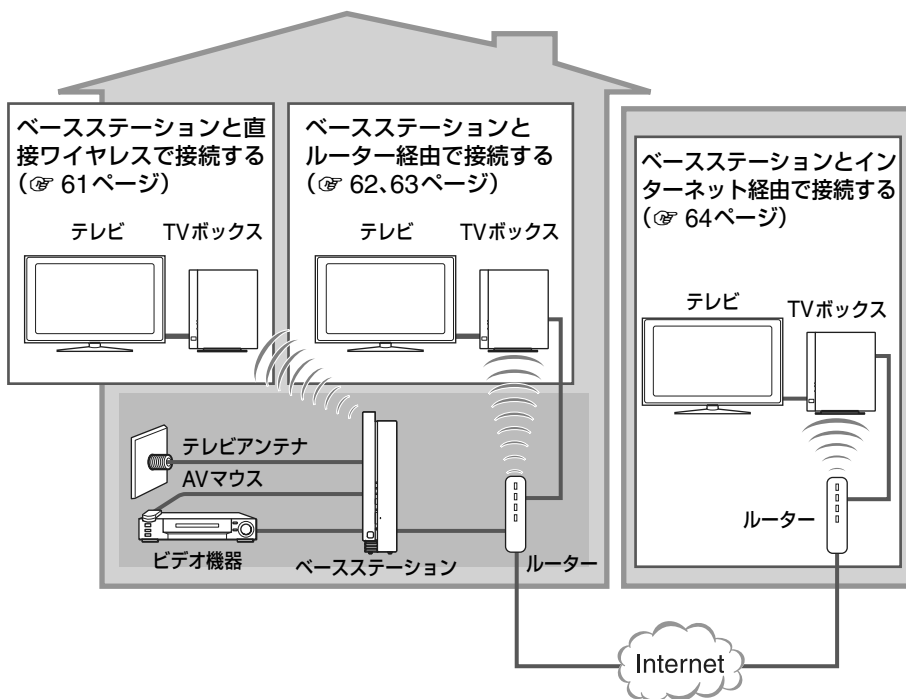 ベースステーションと直
接ワイヤレスで接続する
（☞ 61ページ）
テレビ
TVボックス
ベースステーションと
ルーター経由で接続する
（☞ 62、63ページ）
テレビ
TVボックス
ベースステーションとイン
ターネット経由で接続する
（☞ 64ページ）
テレビ
TVボックス
テレビアンテナ
AVマウス
ビデオ機器
ベースステーション
ルーター
ルーター
Internet